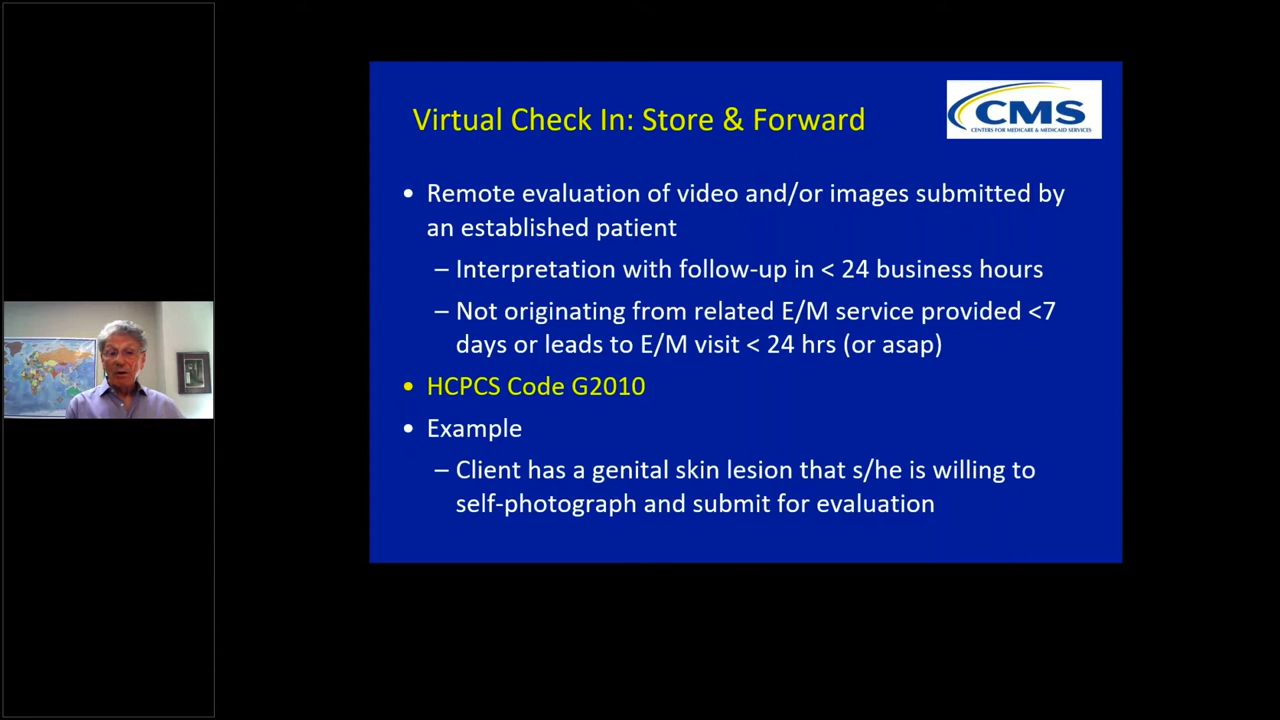 Virtual Check In: Store & Forward
CMS
CENTERS FOR MEDICARE & MEDICAID SERVICES
• Remote evaluation of video and/or images submitted by
an established patient
– Interpretation with follow-up in < 24 business hours
– Not originating from related E/M service provided <7
days or leads to E/M visit < 24 hrs (or asap)
• HCPCS Code G2010
• Example
– Client has a genital skin lesion that s/he is willing to
self-photograph and submit for evaluation